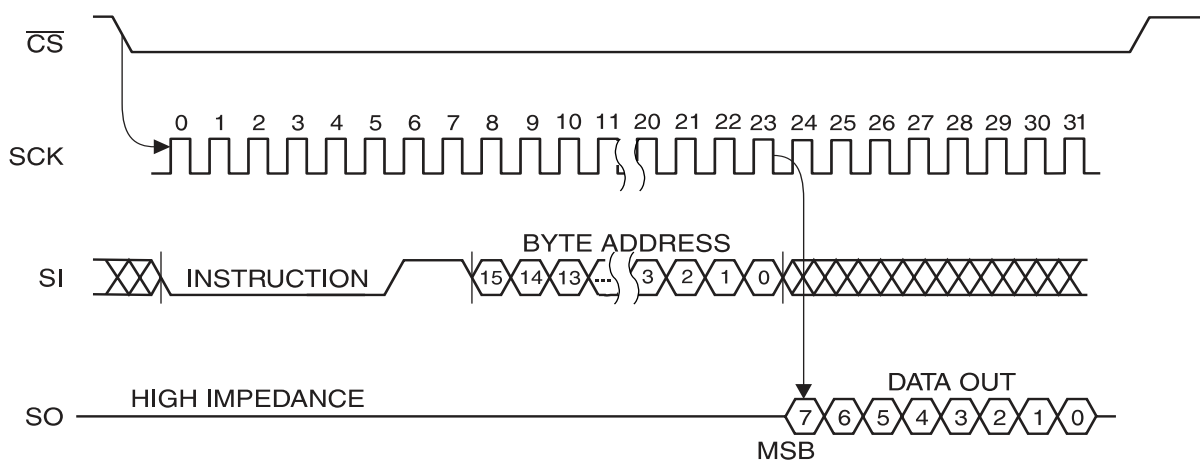 CS
0 1 2 3 4 5 6 7 8 9 10 11 20 21 22 23 24 25 26 27 28 29 30 31
SCK
BYTE ADDRESS
SI INSTRUCTION 15 14 13 .... 3 2 1 0
HIGH IMPEDANCE DATA OUT
SO 7 6 5 4 3 2 1 0
MSB